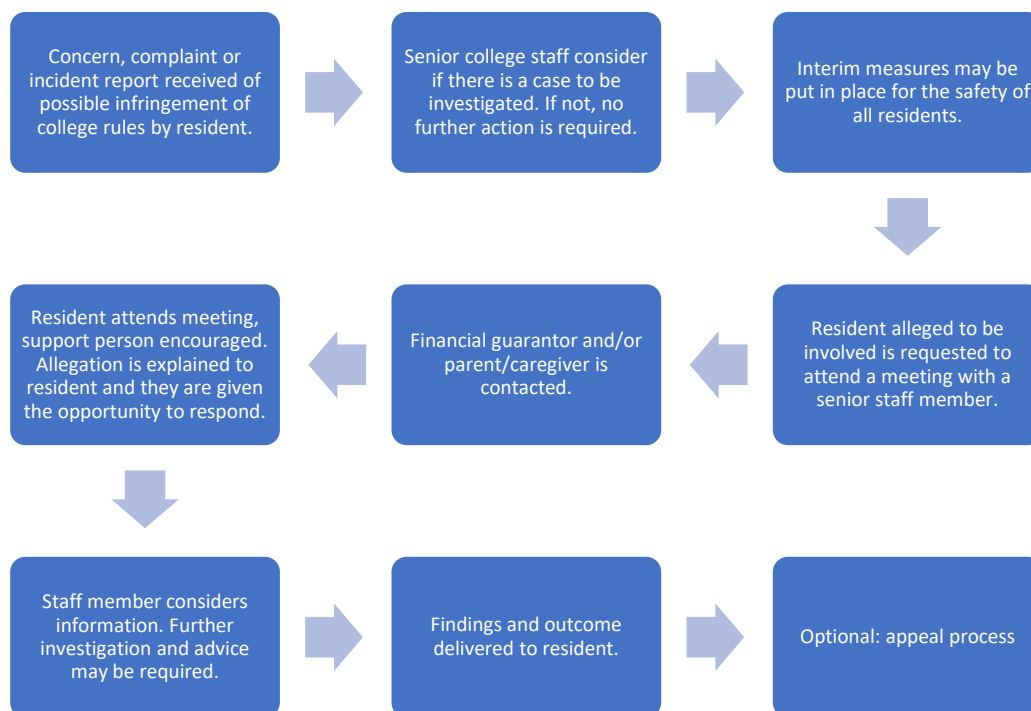 Concern, complaint or
incident report received of
possible infringement of
college rules by resident.
Senior college staff consider
if there is a case to be
investigated. If not, no
further action is required.
Interim measures may be
put in place for the safety of
all residents.
Resident alleged to be
involved is requested to
attend a meeting with a
senior staff member.
Financial guarantor and/or
parent/caregiver is
contacted.
Resident attends meeting,
support person encouraged.
Allegation is explained to
resident and they are given
the opportunity to respond.
Staff member considers
information. Further
investigation and advice
may be required.
Findings and outcome
delivered to resident.
Optional: appeal process